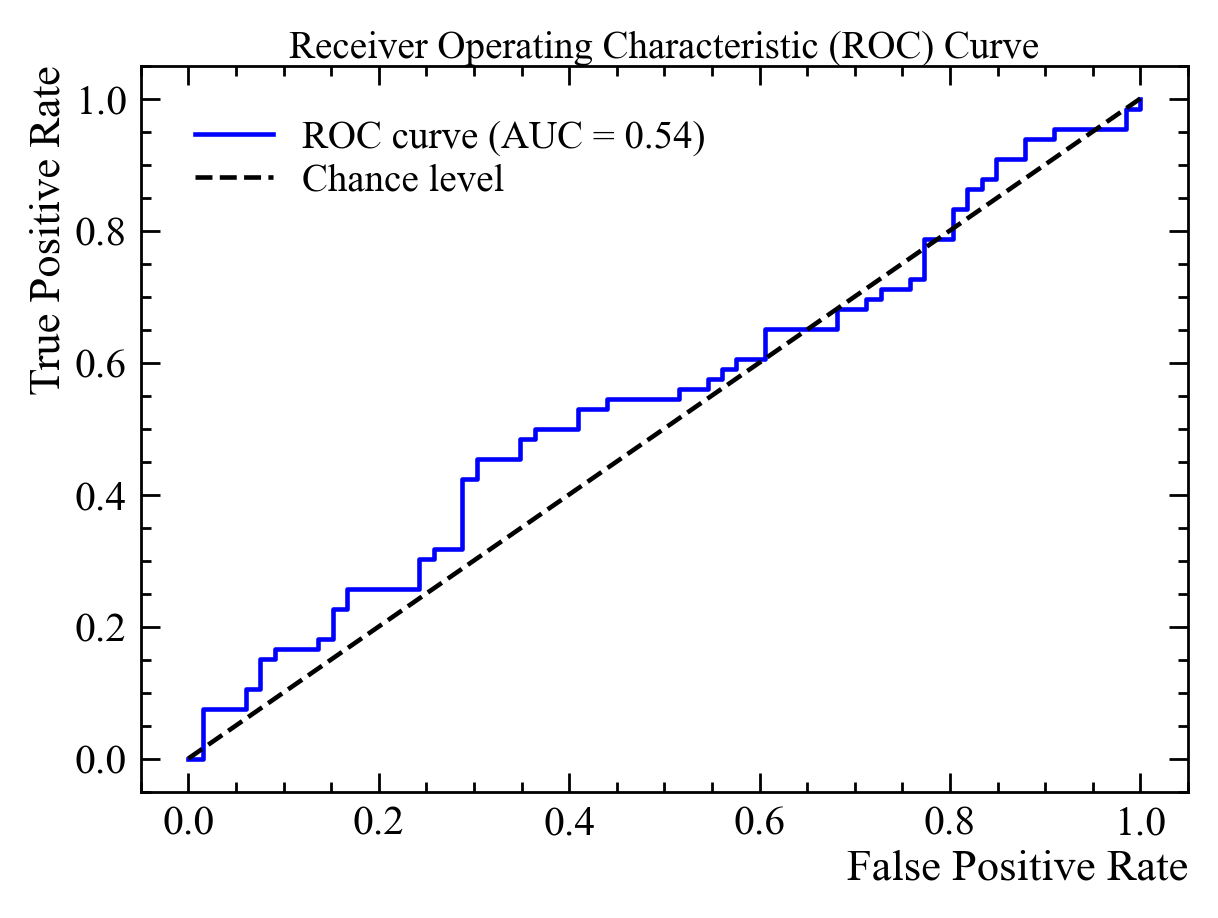 Receiver Operating Characteristic (ROC) Curve
True Positive Rate
1.0
0.8
0.6
0.4
0.2
0.0
ROC curve (AUC = 0.54)
Chance level
0.0 0.2 0.4 0.6 0.8 1.0
False Positive Rate